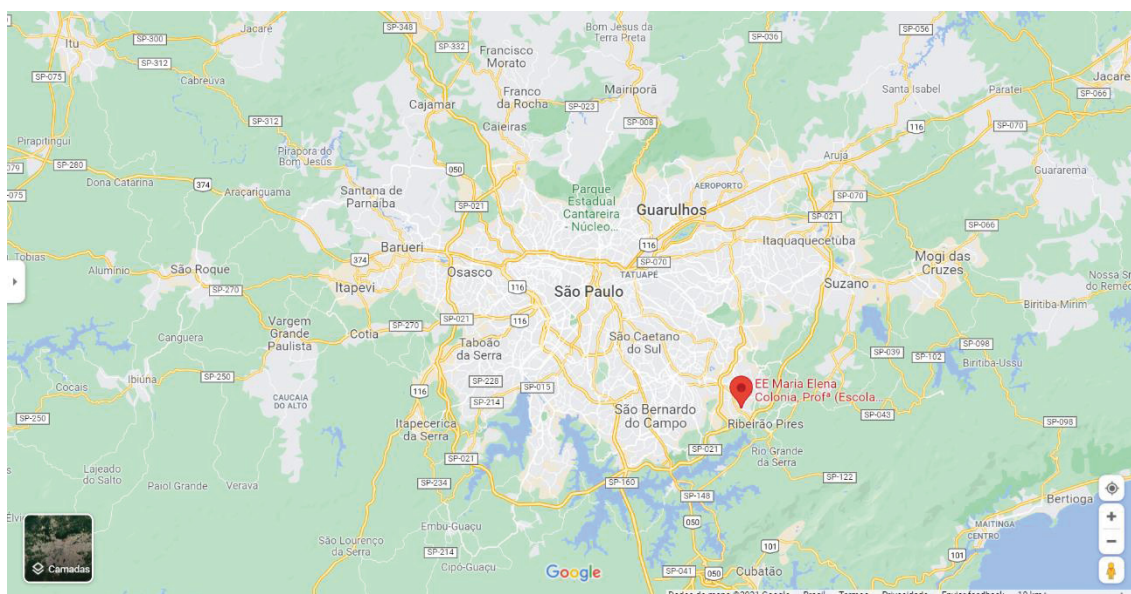 SP-348
Bom Jesus da
Terra Preta
SP-036
SP-056
Itu
SP-300
Jacaré
SP-332
Francisco
Morato
SP-312
SP-075
Cabreúva
Franco
da Rocha
SP-023
Mairiporã
Santa Isabel
Paratei
Jacare
SP-066
Cajamar
Caieiras
SP-008
116
SP-070
SP-312
Pirapitingui
Pirapora do
Bom Jesus
Arujá
SP-280
050
Guararema
Dona Catarina
374
Araçariguama
Santana de
Parnaíba
SP-021
Parque
Estadual
Cantareira
- Núcleo...
AEROPORTO
Guarulhos
SP-070
SP-021
SP-066
SP-075
Barueri
116
Itaquaquecetuba
Tobias
374
SP-070
Mogi das
Cruzes
Alumínio
São Roque
Osasco
TATUAPE
Itapevi
116
São Paulo
Suzano
SP-270
Biritiba-Mirim
SP-021
116
Canguera
Vargem
Grande
Paulista
Cotia
SP-270
Taboão
da Serra
São Caetano
do Sul
SP-039
SP-102
SP-098
Biritiba-Ussu
Cocais
Ibiuna
SP-250
SP-228
SP-015
EE Maria Elena
Colonia, Profª (Escola...
116
SP-214
CAUCAIA
DO ALTO
São Bernardo
do Campo
SP-043
SP-250
Itapecerica
da Serra
Ribeirão Pires
SP-098
SP-021
SP-021
Rio Grande
da Serra
Lajeado
do Salto
Paiol Grande
Verava
SP-234
SP-160
SP-122
SP-148
Bertioga
Embu-Guaçu
050
MAITINGA
CENTRO
São Lourenço
da Serra
SP-214
101
101
Camadas
Cipó-Guaçu
Google
SP-041
050
Cubatão